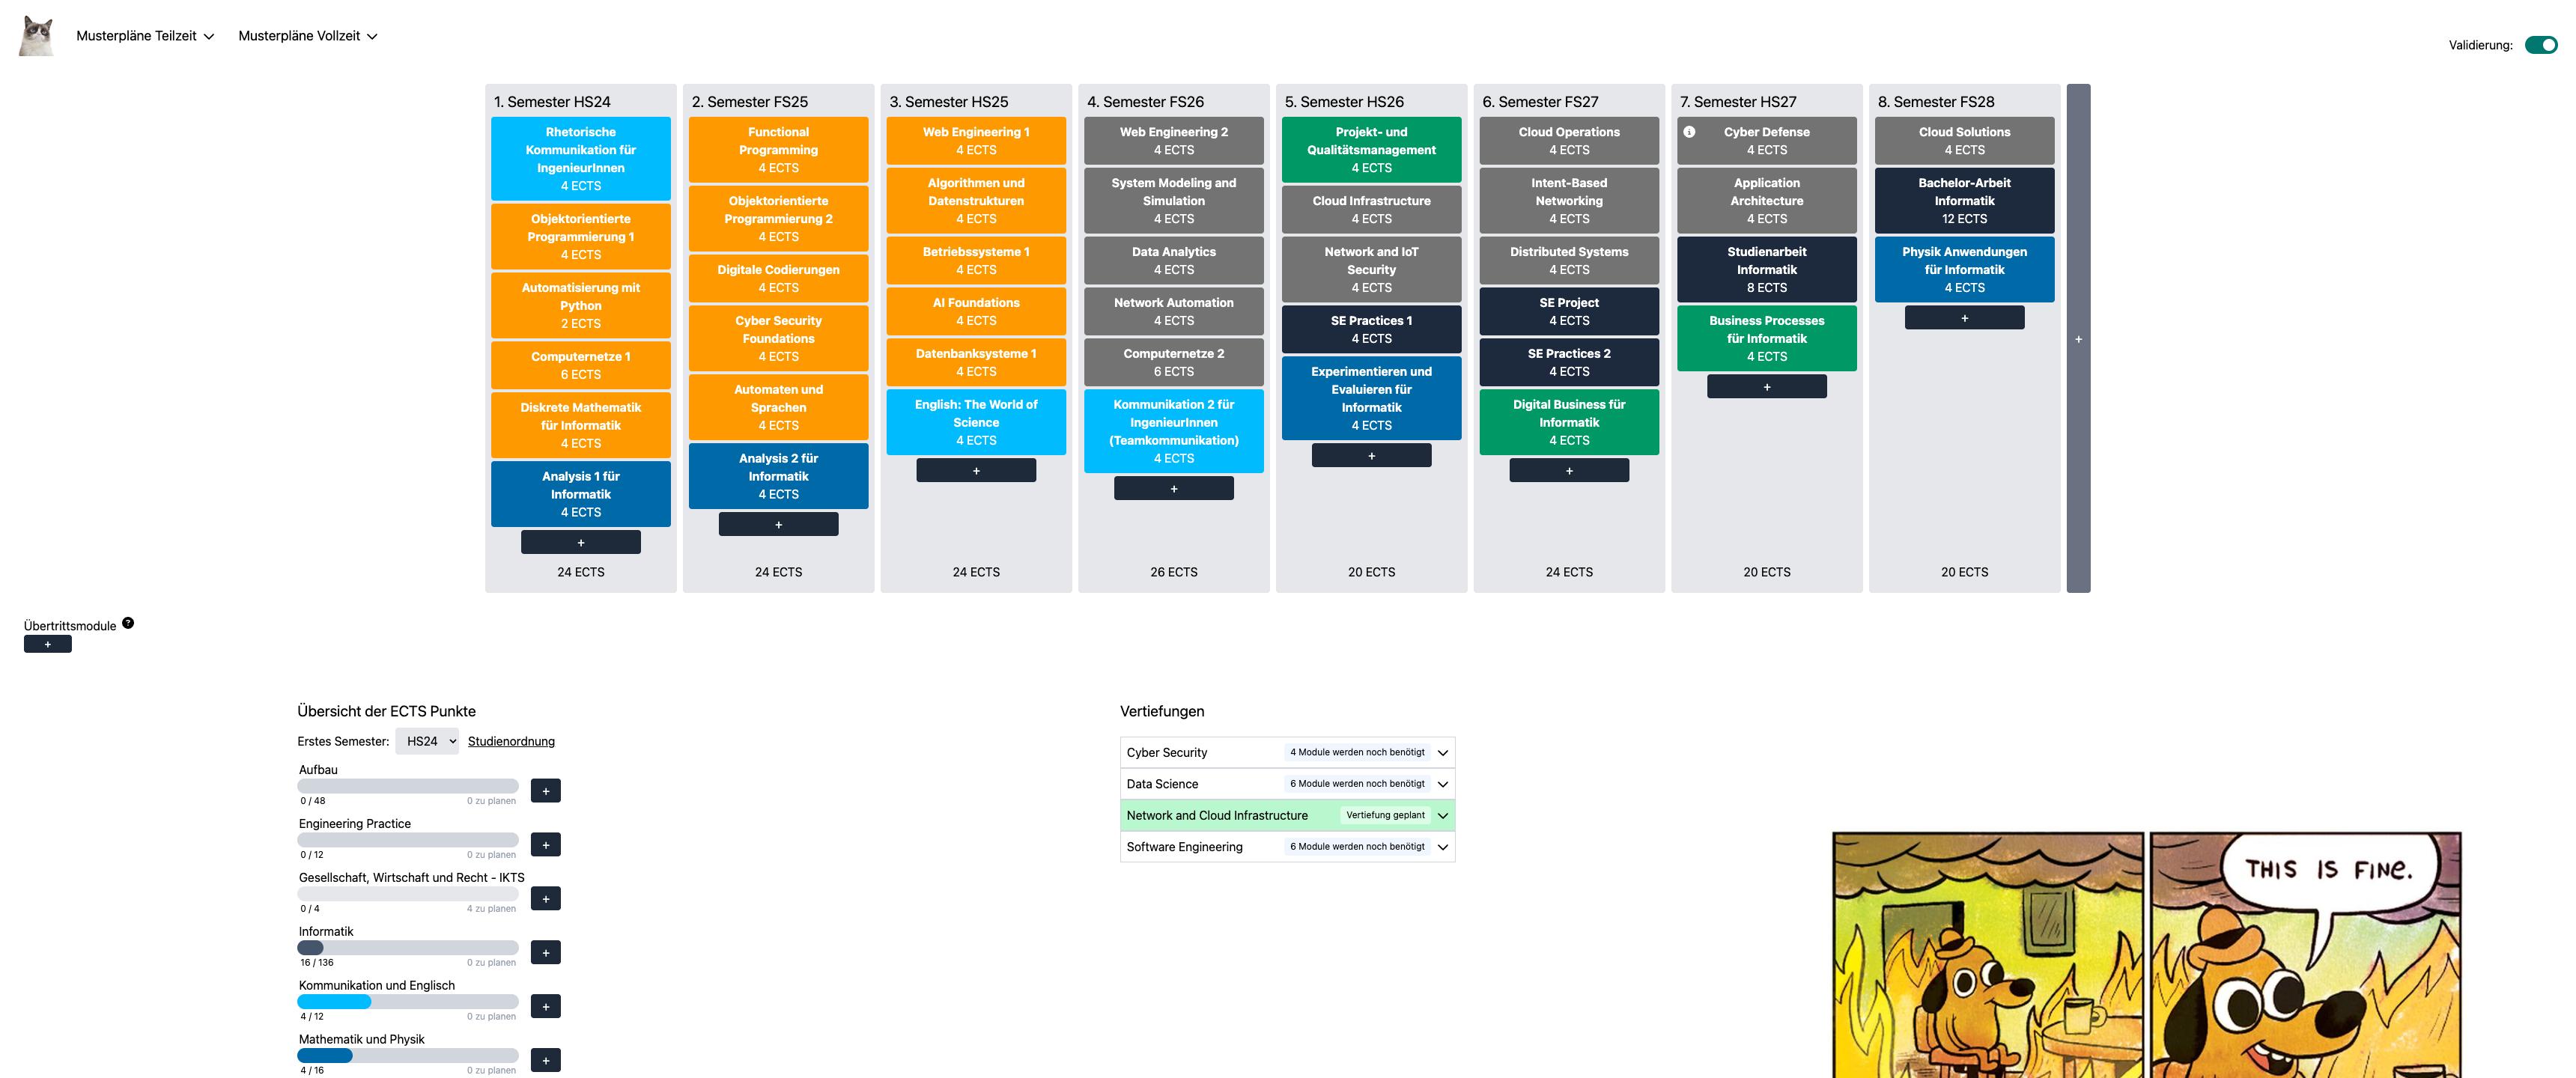 Musterpläne Teilzeit
Musterpläne Vollzeit
Validierung:
1. Semester HS24
Rhetorische
Kommunikation für
IngenieurInnen
4 ECTS
Objektorientierte
Programmierung 1
4 ECTS
Automatisierung mit
Python
2 ECTS
Computernetze 1
6 ECTS
Diskrete Mathematik
für Informatik
4 ECTS
Analysis 1 für
Informatik
4 ECTS
+
24 ECTS
2. Semester FS25
Functional
Programming
4 ECTS
Objektorientierte
Programmierung 2
4 ECTS
Digitale Codierungen
4 ECTS
Cyber Security
Foundations
4 ECTS
Automaten und
Sprachen
4 ECTS
Analysis 2 für
Informatik
4 ECTS
+
24 ECTS
3. Semester HS25
Web Engineering 1
4 ECTS
Algorithmen und
Datenstrukturen
4 ECTS
Betriebssysteme 1
4 ECTS
AI Foundations
4 ECTS
Datenbanksysteme 1
4 ECTS
English: The World of
Science
4 ECTS
+
24 ECTS
4. Semester FS26
Web Engineering 2
4 ECTS
System Modeling and
Simulation
4 ECTS
Data Analytics
4 ECTS
Network Automation
4 ECTS
Computernetze 2
6 ECTS
Kommunikation 2 für
IngenieurInnen
(Teamkommunikation)
4 ECTS
+
26 ECTS
5. Semester HS26
Projekt- und
Qualitätsmanagement
4 ECTS
Cloud Infrastructure
4 ECTS
Network and IoT
Security
4 ECTS
SE Practices 1
4 ECTS
Experimentieren und
Evaluieren für
Informatik
4 ECTS
+
20 ECTS
6. Semester FS27
Cloud Operations
4 ECTS
Intent-Based
Networking
4 ECTS
Distributed Systems
4 ECTS
SE Project
4 ECTS
SE Practices 2
4 ECTS
Digital Business für
Informatik
4 ECTS
+
24 ECTS
7. Semester HS27
Cyber Defense
4 ECTS
Application
Architecture
4 ECTS
Studienarbeit
Informatik
8 ECTS
Business Processes
für Informatik
4 ECTS
+
20 ECTS
8. Semester FS28
Cloud Solutions
4 ECTS
Bachelor-Arbeit
Informatik
12 ECTS
Physik Anwendungen
für Informatik
4 ECTS
+
20 ECTS
+
Übertrittsmodule ?
+
Übersicht der ECTS Punkte
Erstes Semester: HS24 Studienordnung
Aufbau
+
0 / 48 0 zu planen
Engineering Practice
+
0 / 12 0 zu planen
Gesellschaft, Wirtschaft und Recht - IKTS
+
0 / 4 4 zu planen
Informatik
+
16 / 136 0 zu planen
Kommunikation und Englisch
+
4 / 12 0 zu planen
Mathematik und Physik
+
4 / 16 0 zu planen
Vertiefungen
Cyber Security 4 Module werden noch benötigt
Data Science 6 Module werden noch benötigt
Network and Cloud Infrastructure Vertiefung geplant
Software Engineering 6 Module werden noch benötigt
THIS IS FINE.